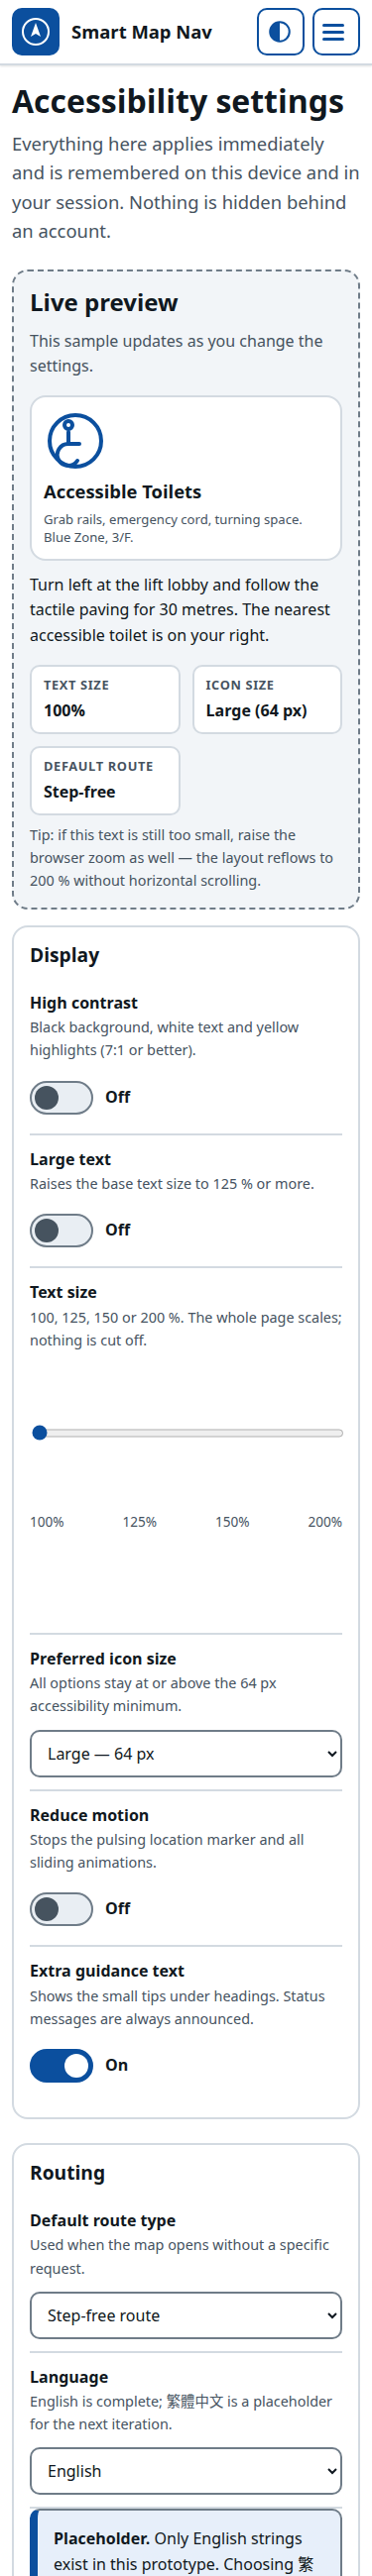 Smart Map Nav
Accessibility settings
Everything here applies immediately
and is remembered on this device and in
your session. Nothing is hidden behind
an account.
Live preview
This sample updates as you change the
settings.
Accessible Toilets
Grab rails, emergency cord, turning space.
Blue Zone, 3/F.
Turn left at the lift lobby and follow the
tactile paving for 30 metres. The nearest
accessible toilet is on your right.
TEXT SIZE
100%
ICON SIZE
Large (64 px)
DEFAULT ROUTE
Step-free
Tip: if this text is still too small, raise the
browser zoom as well — the layout reflows to
200 % without horizontal scrolling.
Display
High contrast
Black background, white text and yellow
highlights (7:1 or better).
Off
Large text
Raises the base text size to 125 % or more.
Off
Text size
100, 125, 150 or 200 %. The whole page scales;
nothing is cut off.
100% 125% 150% 200%
Preferred icon size
All options stay at or above the 64 px
accessibility minimum.
Large — 64 px
Reduce motion
Stops the pulsing location marker and all
sliding animations.
Off
Extra guidance text
Shows the small tips under headings. Status
messages are always announced.
On
Routing
Default route type
Used when the map opens without a specific
request.
Step-free route
Language
English is complete; 繁體中文 is a placeholder
for the next iteration.
English
Placeholder. Only English strings
exist in this prototype. Choosing 繁